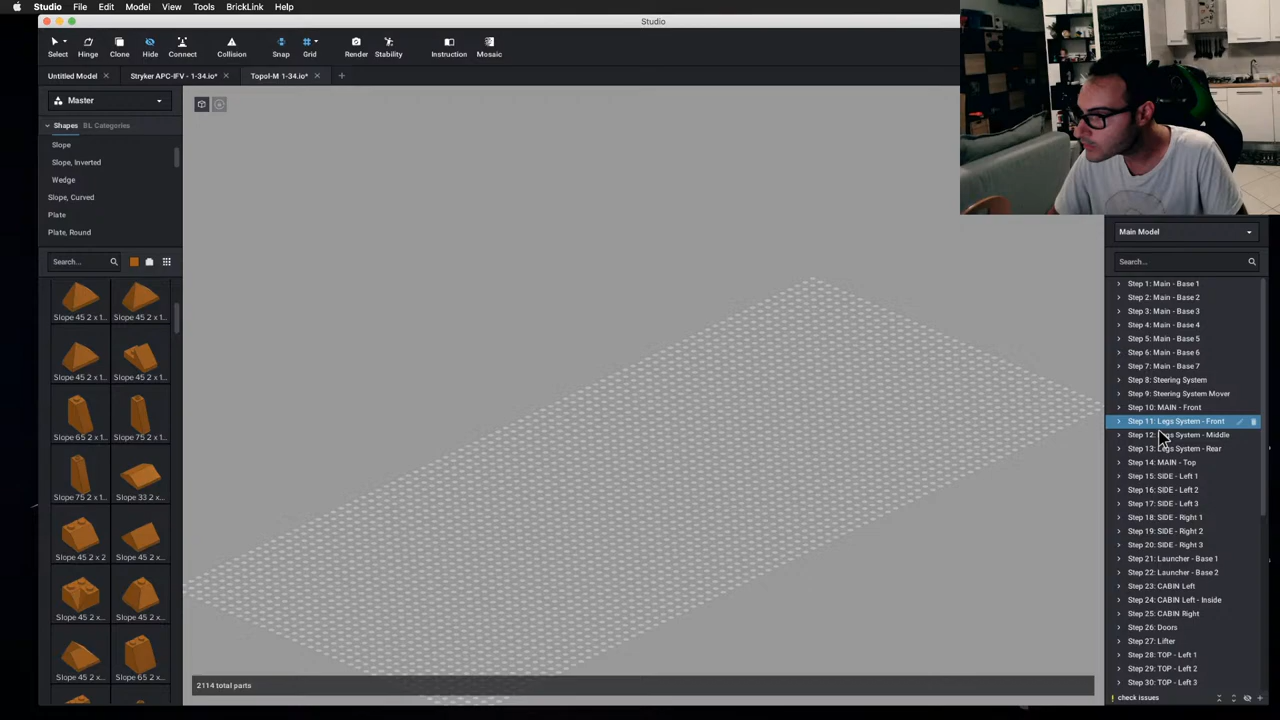 Studio File Edit Model View Tools BrickLink Help
Studio
Select Hinge Clone Hide Connect Collision Snap Grid Render Stability Instruction Mosaic
Untitled Model Stryker APC-IFV - 1-34.io* Topol-M 1-34.io*
Master
Shapes BL Categories
Slope
Slope, Inverted
Wedge
Slope, Curved
Plate
Plate, Round
Search...
Slope 45 2 x 1... Slope 45 2 x 1...
Slope 45 2 x 1... Slope 45 2 x 1...
Slope 65 2 x 1... Slope 75 2 x 1...
Slope 75 2 x 1... Slope 33 2 x...
Slope 45 2 x 2 Slope 45 2 x...
Slope 45 2 x... Slope 45 2 x...
Slope 45 2 x... Slope 65 2 x...
2114 total parts
Main Model
Search...
Step 1: Main - Base 1
Step 2: Main - Base 2
Step 3: Main - Base 3
Step 4: Main - Base 4
Step 5: Main - Base 5
Step 6: Main - Base 6
Step 7: Main - Base 7
Step 8: Steering System
Step 9: Steering System Mover
Step 10: MAIN - Front
Step 11: Legs System - Front
Step 12: Legs System - Middle
Step 13: Legs System - Rear
Step 14: MAIN - Top
Step 15: SIDE - Left 1
Step 16: SIDE - Left 2
Step 17: SIDE - Left 3
Step 18: SIDE - Right 1
Step 19: SIDE - Right 2
Step 20: SIDE - Right 3
Step 21: Launcher - Base 1
Step 22: Launcher - Base 2
Step 23: CABIN Left
Step 24: CABIN Left - Inside
Step 25: CABIN Right
Step 26: Doors
Step 27: Lifter
Step 28: TOP - Left 1
Step 29: TOP - Left 2
Step 30: TOP - Left 3
check issues